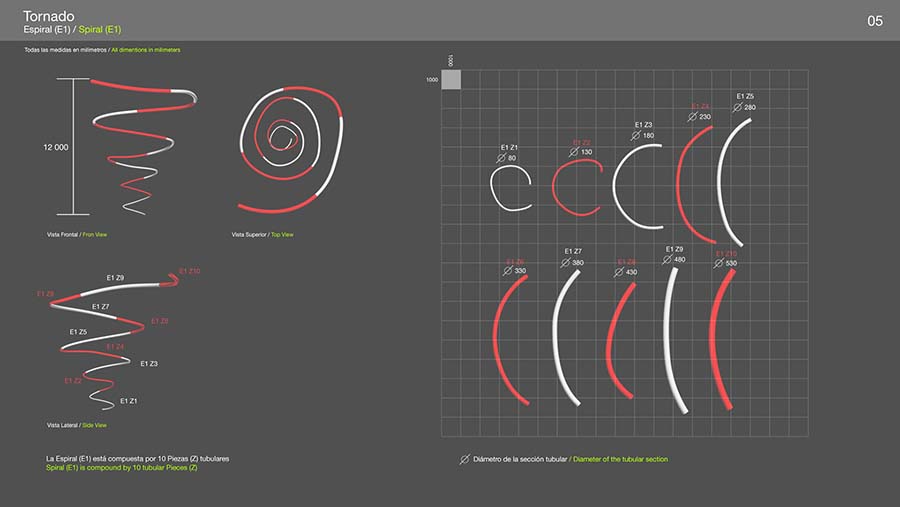 Tornado
Espiral (E1) / Spiral (E1)
05
Todas las medidas en milimetros / All dimentions in milimeters
12 000
Vista Frontal / Fron View
Vista Superior / Top View
1000
1000
E1 Z1
80
E1 Z2
130
E1 Z3
180
E1 Z4
230
E1 Z5
280
E1 Z6
330
E1 Z7
380
E1 Z8
430
E1 Z9
480
E1 Z10
530
E1 Z10
E1 Z9
E1 Z8
E1 Z7
E1 Z6
E1 Z5
E1 Z4
E1 Z3
E1 Z2
E1 Z1
Vista Lateral / Side View
La Espiral (E1) está compuesta por 10 Piezas (Z) tubulares
Spiral (E1) is compound by 10 tubular Pieces (Z)
Diámetro de la sección tubular / Diameter of the tubular section